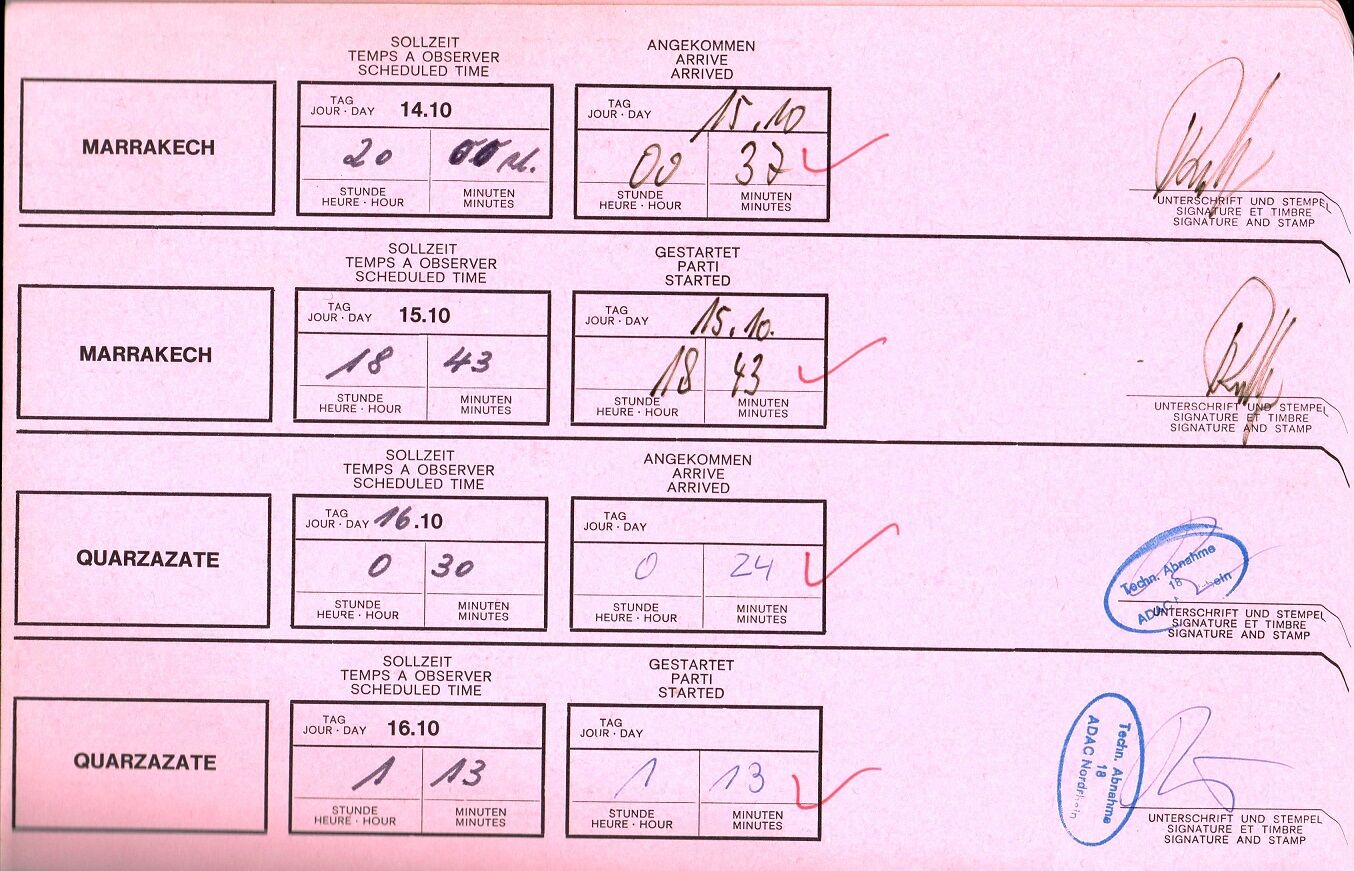 SOLLZEIT
TEMPS A OBSERVER
SCHEDULED TIME
ANGEKOMMEN
ARRIVE
ARRIVED
MARRAKECH
TAG
JOUR · DAY 14.10
20 00
STUNDE MINUTEN
HEURE · HOUR MINUTES
TAG
JOUR · DAY 15.10
00 37
STUNDE MINUTEN
HEURE · HOUR MINUTES
UNTERSCHRIFT UND STEMPEL
SIGNATURE ET TIMBRE
SIGNATURE AND STAMP
SOLLZEIT
TEMPS A OBSERVER
SCHEDULED TIME
GESTARTET
PARTI
STARTED
MARRAKECH
TAG
JOUR · DAY 15.10
18 43
STUNDE MINUTEN
HEURE · HOUR MINUTES
TAG
JOUR · DAY 15.10.
18 43
STUNDE MINUTEN
HEURE · HOUR MINUTES
UNTERSCHRIFT UND STEMPEL
SIGNATURE ET TIMBRE
SIGNATURE AND STAMP
SOLLZEIT
TEMPS A OBSERVER
SCHEDULED TIME
ANGEKOMMEN
ARRIVE
ARRIVED
QUARZAZATE
TAG
JOUR · DAY 16.10
0 30
STUNDE MINUTEN
HEURE · HOUR MINUTES
TAG
JOUR · DAY
0 24
STUNDE MINUTEN
HEURE · HOUR MINUTES
Techn. Abnahme
18
ADAC
UNTERSCHRIFT UND STEMPEL
SIGNATURE ET TIMBRE
SIGNATURE AND STAMP
SOLLZEIT
TEMPS A OBSERVER
SCHEDULED TIME
GESTARTET
PARTI
STARTED
QUARZAZATE
TAG
JOUR · DAY 16.10
1 13
STUNDE MINUTEN
HEURE · HOUR MINUTES
TAG
JOUR · DAY
1 13
STUNDE MINUTEN
HEURE · HOUR MINUTES
Techn. Abnahme
18
ADAC Nordrhein
UNTERSCHRIFT UND STEMPEL
SIGNATURE ET TIMBRE
SIGNATURE AND STAMP